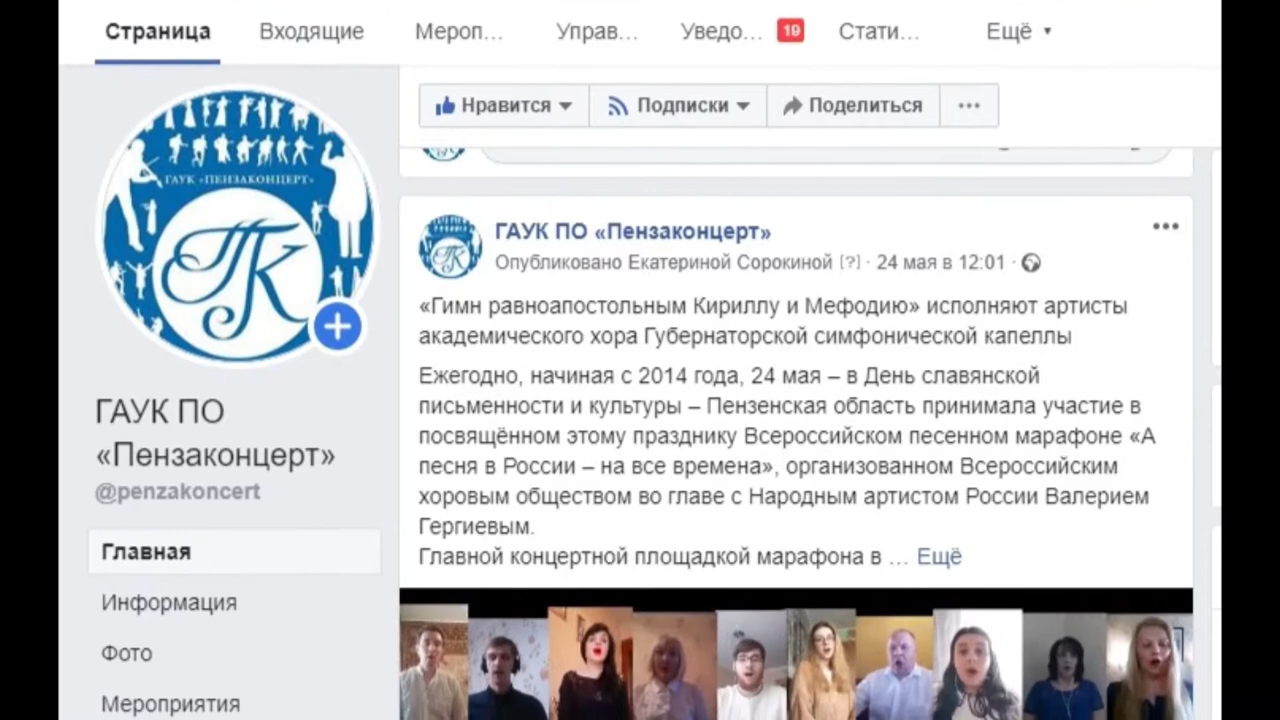 Страница Входящие Мероп... Управ... Уведо... 19 Стати... Ещё
Нравится Подписки Поделиться
ГАУК «ПЕНЗАКОНЦЕРТ»
ПК
ГАУК ПО
«Пензаконцерт»
@penzakoncert
Главная
Информация
Фото
Мероприятия
ГАУК ПО «Пензаконцерт»
Опубликовано Екатериной Сорокиной [?] · 24 мая в 12:01 ·
«Гимн равноапостольным Кириллу и Мефодию» исполняют артисты
академического хора Губернаторской симфонической капеллы
Ежегодно, начиная с 2014 года, 24 мая – в День славянской
письменности и культуры – Пензенская область принимала участие в
посвящённом этому празднику Всероссийском песенном марафоне «А
песня в России – на все времена», организованном Всероссийским
хоровым обществом во главе с Народным артистом России Валерием
Гергиевым.
Главной концертной площадкой марафона в ... Ещё